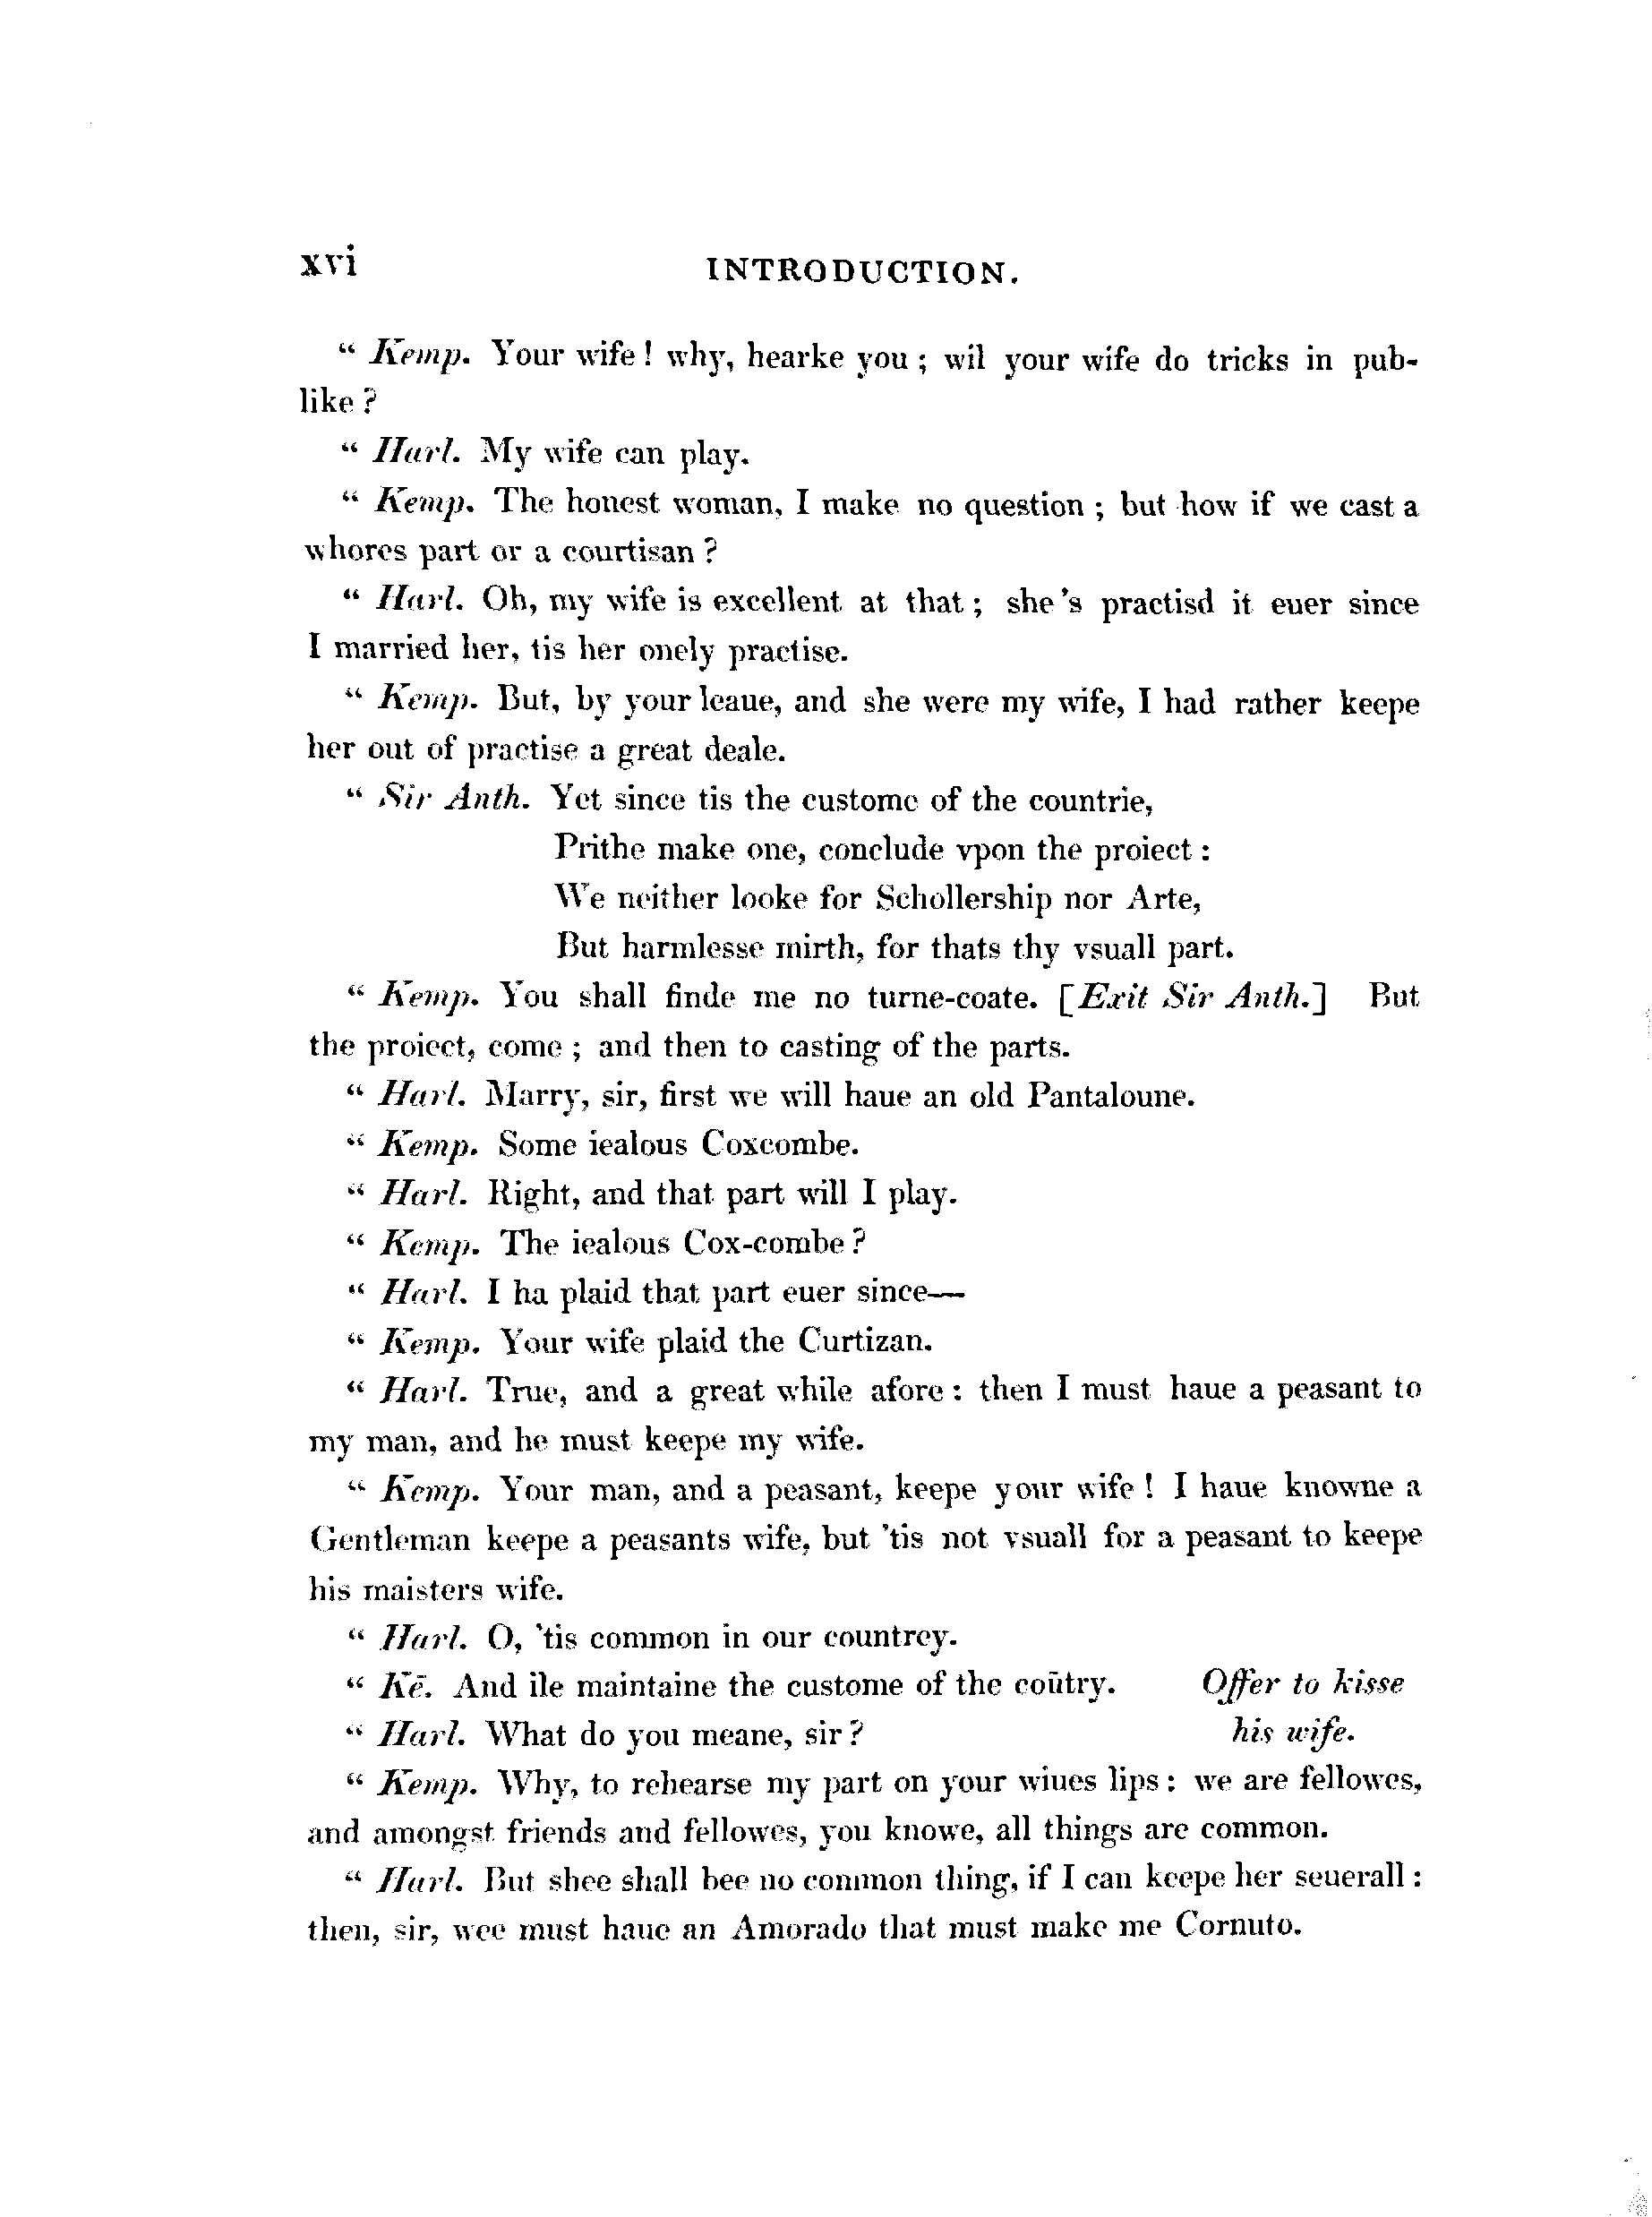 xvi INTRODUCTION.
“ Kemp. Your wife ! why, hearke you ; wil your wife do tricks in pub-
like ?
“ Harl. My wife can play.
“ Kemp. The honest woman, I make no question ; but how if we cast a
whores part or a courtisan ?
“ Harl. Oh, my wife is excellent at that ; she 's practisd it euer since
I married her, tis her onely practise.
“ Kemp. But, by your leaue, and she were my wife, I had rather keepe
her out of practise a great deale.
“ Sir Anth. Yet since tis the custome of the countrie,
Prithe make one, conclude vpon the proiect :
We neither looke for Schollership nor Arte,
But harmlesse mirth, for thats thy vsuall part.
“ Kemp. You shall finde me no turne-coate. [Exit Sir Anth.] But
the proiect, come ; and then to casting of the parts.
“ Harl. Marry, sir, first we will haue an old Pantaloune.
“ Kemp. Some iealous Coxcombe.
“ Harl. Right, and that part will I play.
“ Kemp. The iealous Cox-combe ?
“ Harl. I ha plaid that part euer since—
“ Kemp. Your wife plaid the Curtizan.
“ Harl. True, and a great while afore : then I must haue a peasant to
my man, and he must keepe my wife.
“ Kemp. Your man, and a peasant, keepe your wife ! I haue knowne a
Gentleman keepe a peasants wife, but 'tis not vsuall for a peasant to keepe
his maisters wife.
“ Harl. O, 'tis common in our countrey.
“ Kē. And ile maintaine the custome of the coūtry. Offer to kisse
“ Harl. What do you meane, sir ? his wife.
“ Kemp. Why, to rehearse my part on your wiues lips : we are fellowes,
and amongst friends and fellowes, you knowe, all things are common.
“ Harl. But shee shall bee no common thing, if I can keepe her seuerall :
then, sir, wee must haue an Amorado that must make me Cornuto.